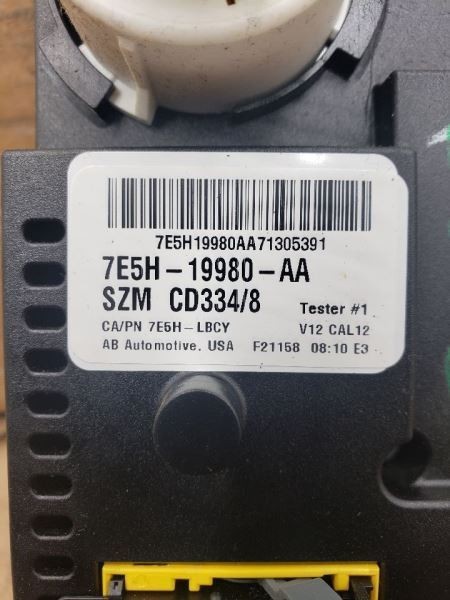 7E5H19980AA71305391
7E5H-19980-AA
SZM CD334/8 Tester #1
CA/PN 7E5H-LBCY V12 CAL12
AB Automotive, USA F21158 08:10 E3